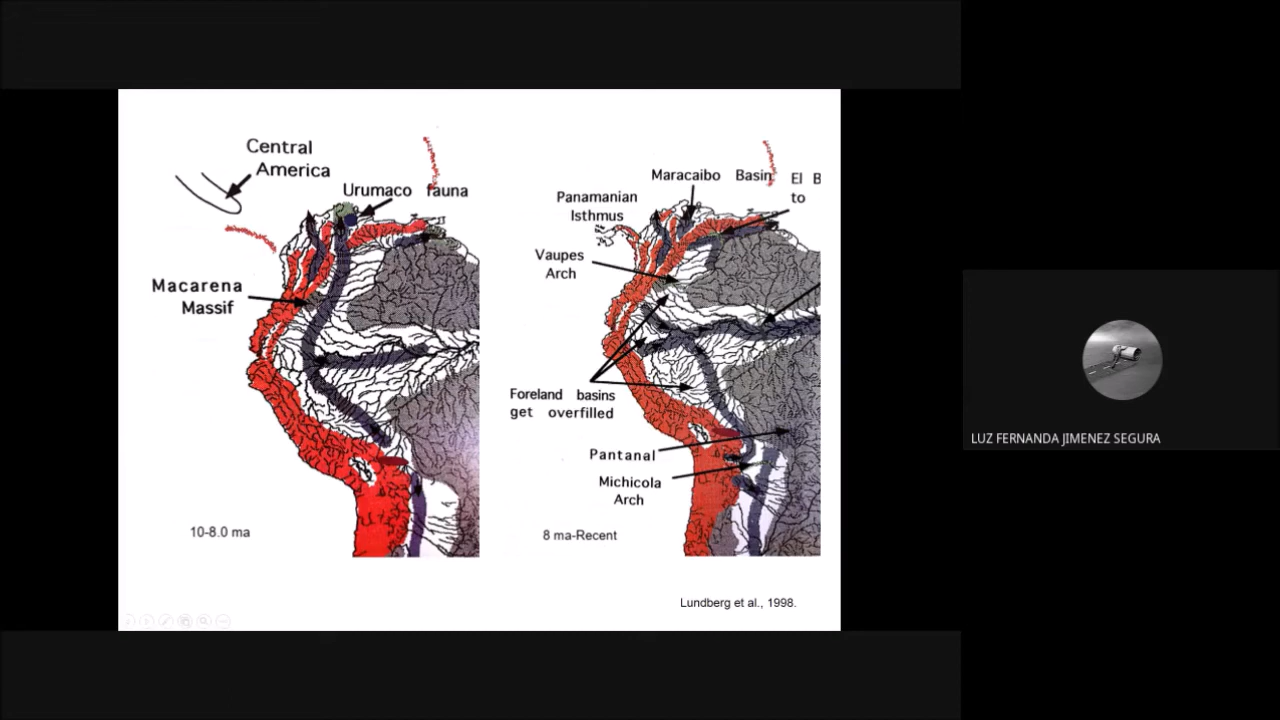 Central
America
Urumaco fauna
Macarena
Massif
10-8.0 ma
Maracaibo Basin
El B
to
Panamanian
Isthmus
Vaupes
Arch
Foreland basins
get overfilled
Pantanal
Michicola
Arch
8 ma-Recent
Lundberg et al., 1998.
LUZ FERNANDA JIMENEZ SEGURA